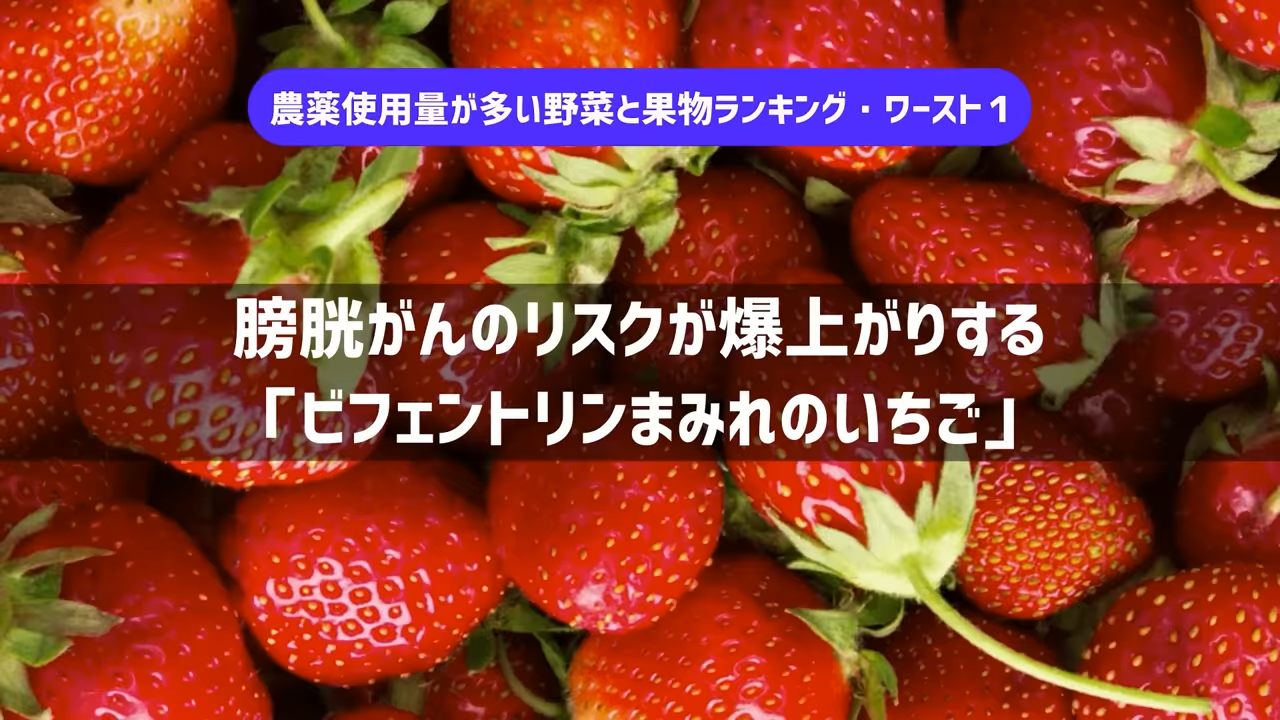 農薬使用量が多い野菜と果物ランキング・ワースト1
膀胱がんのリスクが爆上がりする
「ビフェントリンまみれのいちご」